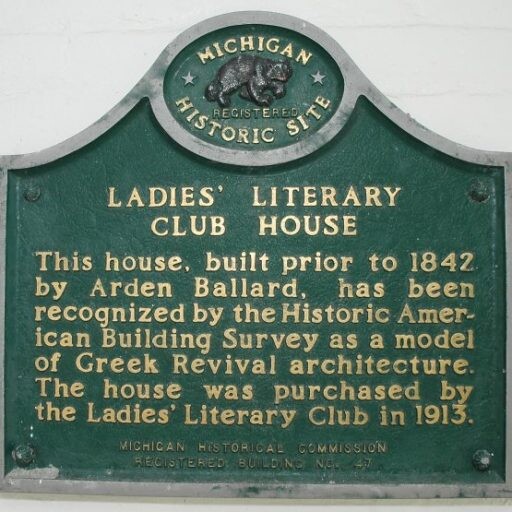 MICHIGAN
REGISTERED
HISTORIC SITE
LADIES' LITERARY
CLUB HOUSE
This house, built prior to 1842
by Arden Ballard, has been
recognized by the Historic Amer-
ican Building Survey as a model
of Greek Revival architecture.
The house was purchased by
the Ladies' Literary Club in 1913.
MICHIGAN HISTORICAL COMMISSION
REGISTERED BUILDING NO. 47